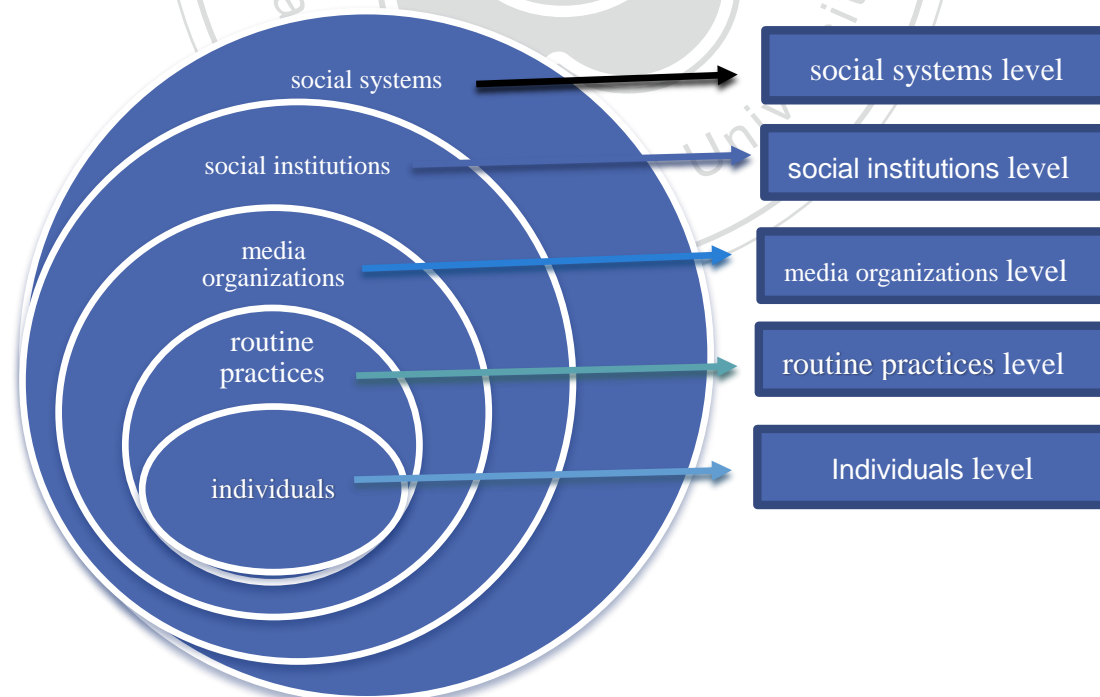 social systems
social systems level
social institutions
social institutions level
media
organizations
media organizations level
routine
practices
routine practices level
individuals
Individuals level